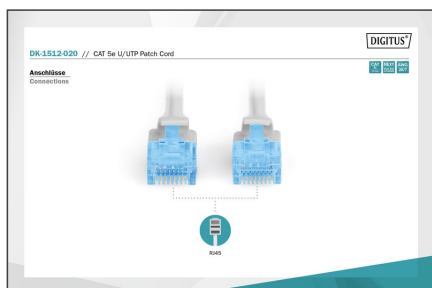 DIGITUS®
DK-1512-020 // CAT 5e U/UTP Patch Cord
Anschlüsse
Connections
RJ45